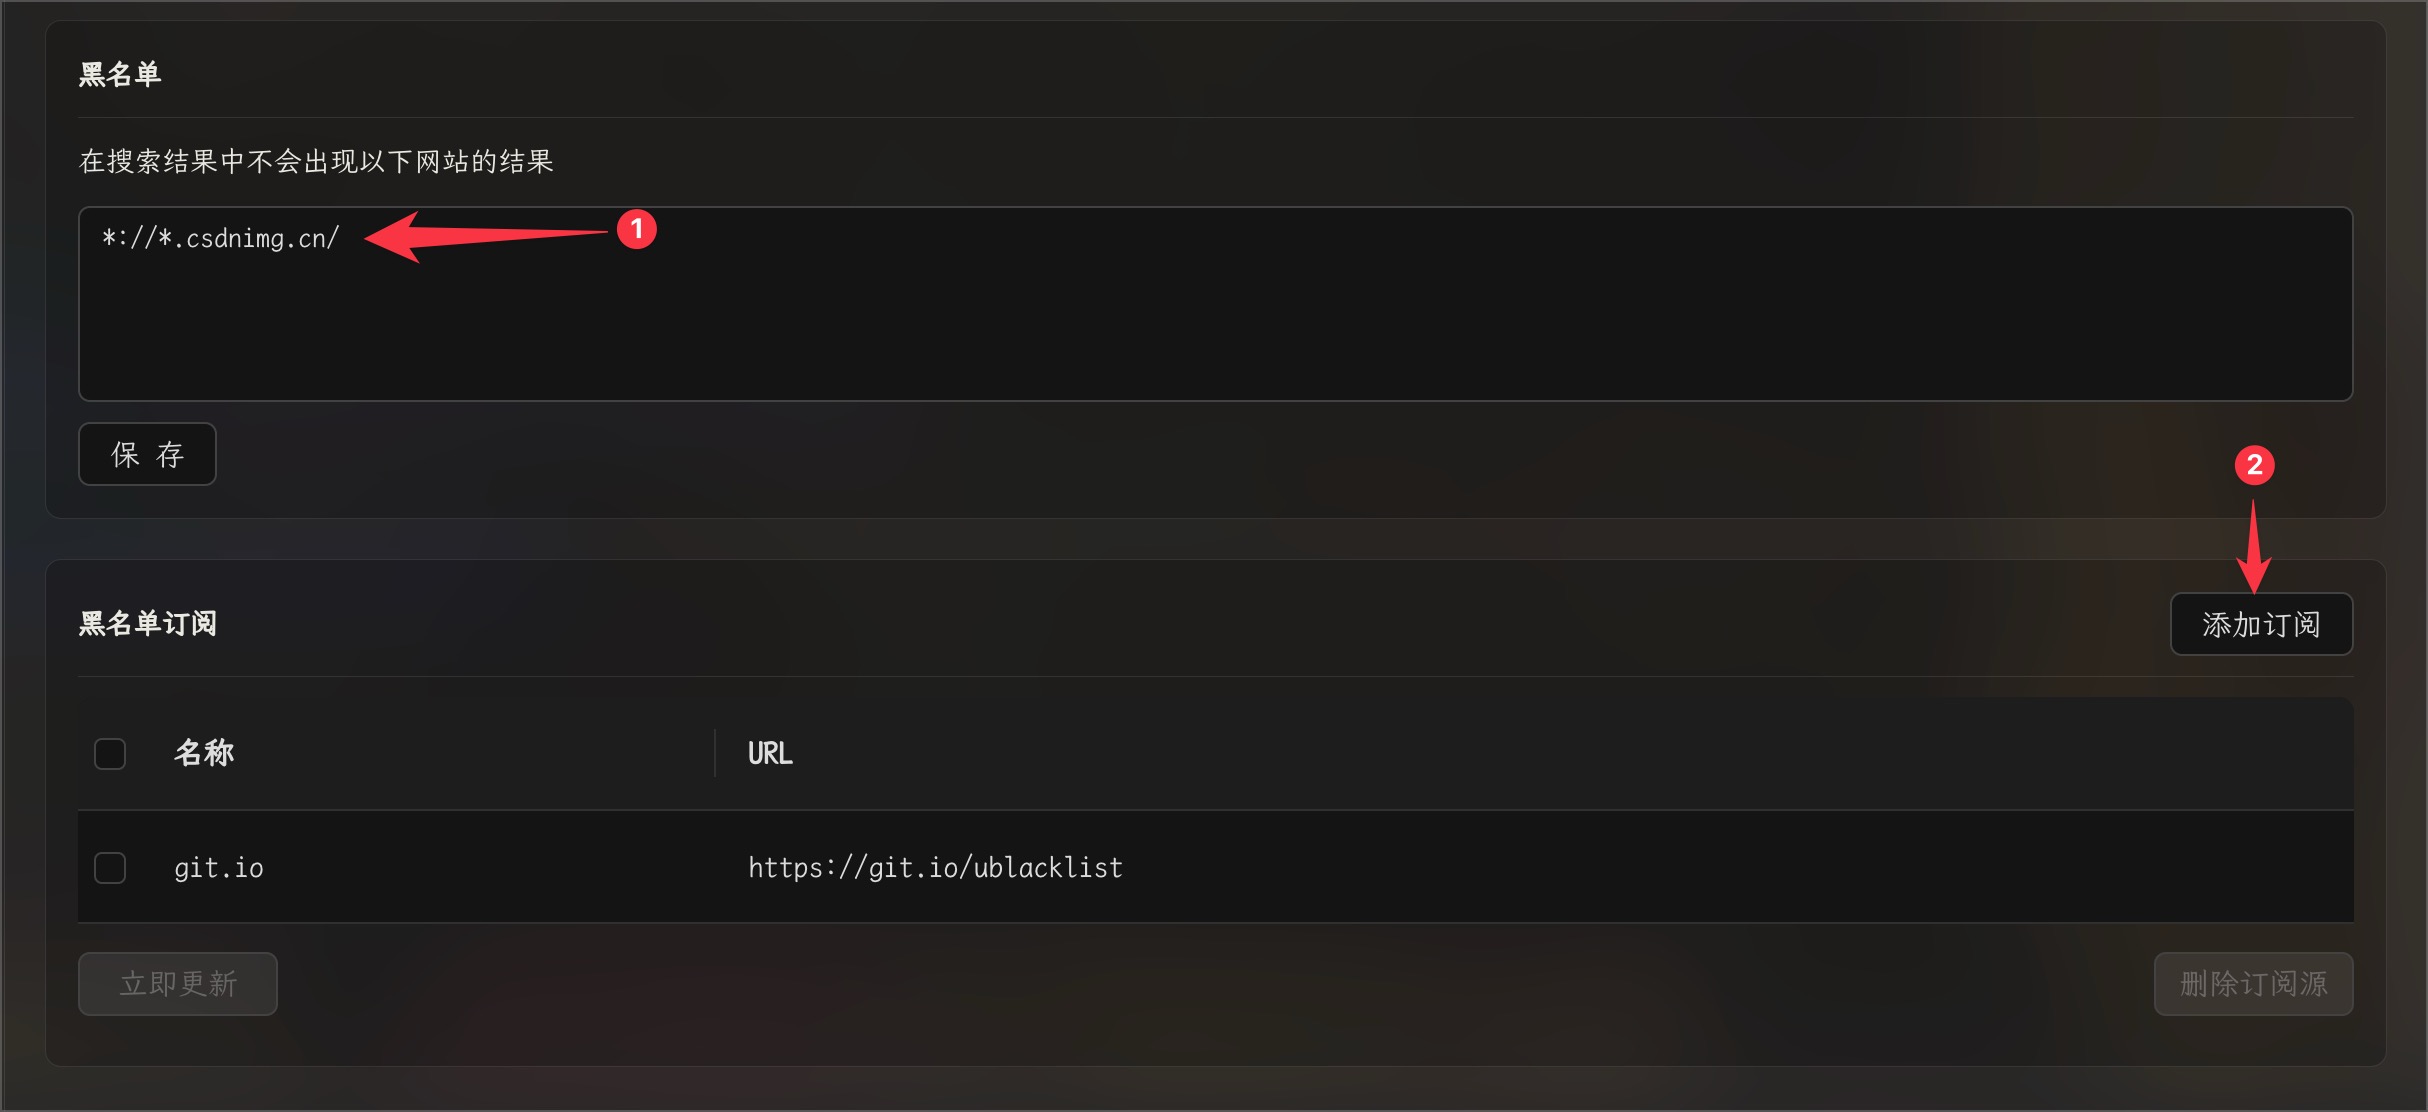 黑名单
在搜索结果中不会出现以下网站的结果
*://*.csdnimg.cn/
1
保存
2
黑名单订阅
添加订阅
名称
URL
git.io
https://git.io/ublacklist
立即更新
删除订阅源